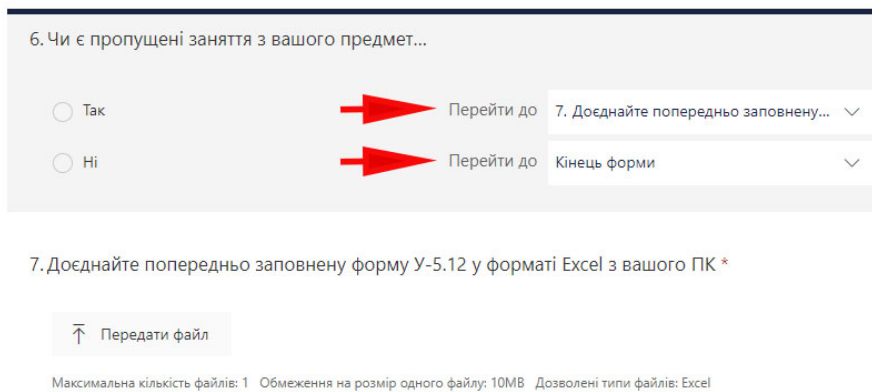 6. Чи є пропущені заняття з вашого предмет...
Так Перейти до 7. Доєднайте попередньо заповнену...
Ні Перейти до Кінець форми
7. Доєднайте попередньо заповнену форму У-5.12 у форматі Excel з вашого ПК *
Передати файл
Максимальна кількість файлів: 1 Обмеження на розмір одного файлу: 10MB Дозволені типи файлів: Excel